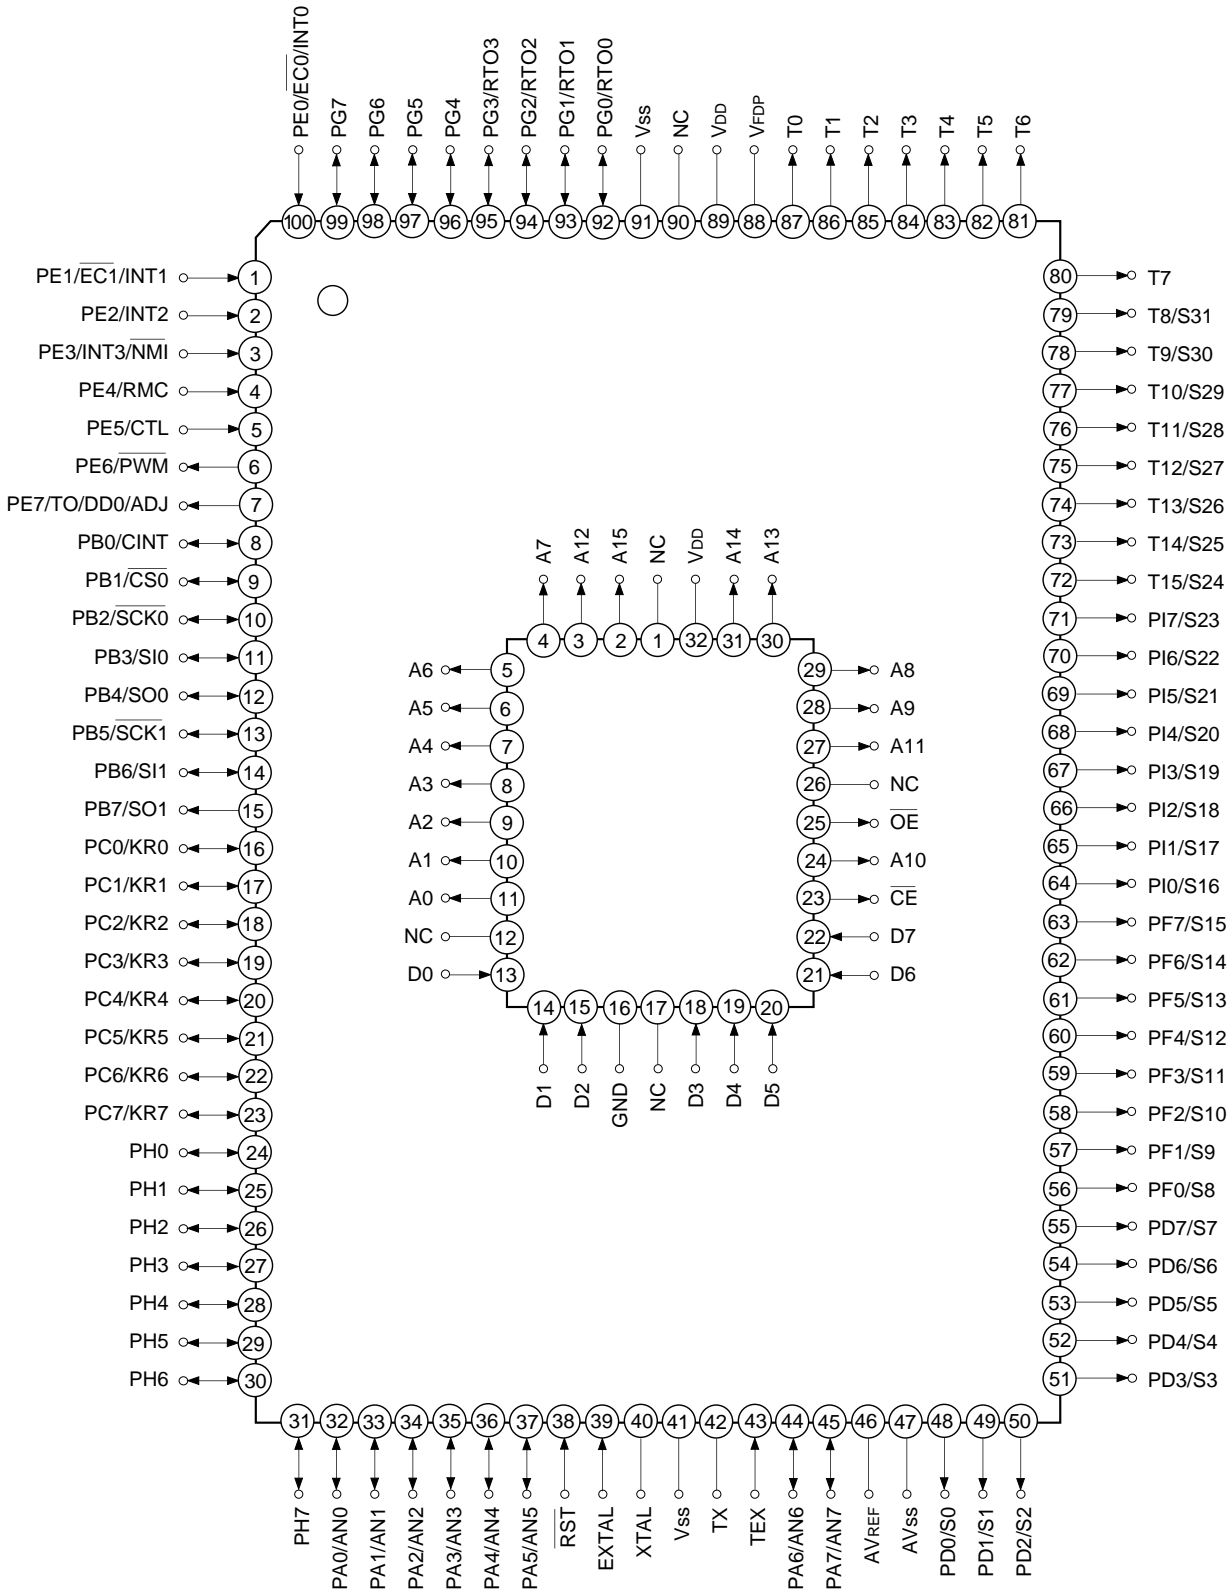 PE0/EC0/INT0
PG7
PG6
PG5
PG4
PG3/RTO3
PG2/RTO2
PG1/RTO1
PG0/RTO0
Vss
NC
VDD
VFDP
T0
T1
T2
T3
T4
T5
T6
100 99 98 97 96 95 94 93 92 91 90 89 88 87 86 85 84 83 82 81
PE1/EC1/INT1 1
PE2/INT2 2
PE3/INT3/NMI 3
PE4/RMC 4
PE5/CTL 5
PE6/PWM 6
PE7/TO/DD0/ADJ 7
PB0/CINT 8
PB1/CS0 9
PB2/SCK0 10
PB3/SI0 11
PB4/SO0 12
PB5/SCK1 13
PB6/SI1 14
PB7/SO1 15
PC0/KR0 16
PC1/KR1 17
PC2/KR2 18
PC3/KR3 19
PC4/KR4 20
PC5/KR5 21
PC6/KR6 22
PC7/KR7 23
PH0 24
PH1 25
PH2 26
PH3 27
PH4 28
PH5 29
PH6 30
A7
A12
A15
NC
VDD
A14
A13
4 3 2 1 32 31 30
A6 5
A5 6
A4 7
A3 8
A2 9
A1 10
A0 11
NC 12
D0 13
29 A8
28 A9
27 A11
26 NC
25 OE
24 A10
23 CE
22 D7
21 D6
14 15 16 17 18 19 20
D1
D2
GND
NC
D3
D4
D5
80 T7
79 T8/S31
78 T9/S30
77 T10/S29
76 T11/S28
75 T12/S27
74 T13/S26
73 T14/S25
72 T15/S24
71 PI7/S23
70 PI6/S22
69 PI5/S21
68 PI4/S20
67 PI3/S19
66 PI2/S18
65 PI1/S17
64 PI0/S16
63 PF7/S15
62 PF6/S14
61 PF5/S13
60 PF4/S12
59 PF3/S11
58 PF2/S10
57 PF1/S9
56 PF0/S8
55 PD7/S7
54 PD6/S6
53 PD5/S5
52 PD4/S4
51 PD3/S3
31 32 33 34 35 36 37 38 39 40 41 42 43 44 45 46 47 48 49 50
PH7
PA0/AN0
PA1/AN1
PA2/AN2
PA3/AN3
PA4/AN4
PA5/AN5
RST
EXTAL
XTAL
Vss
TX
TEX
PA6/AN6
PA7/AN7
AVREF
AVss
PD0/S0
PD1/S1
PD2/S2